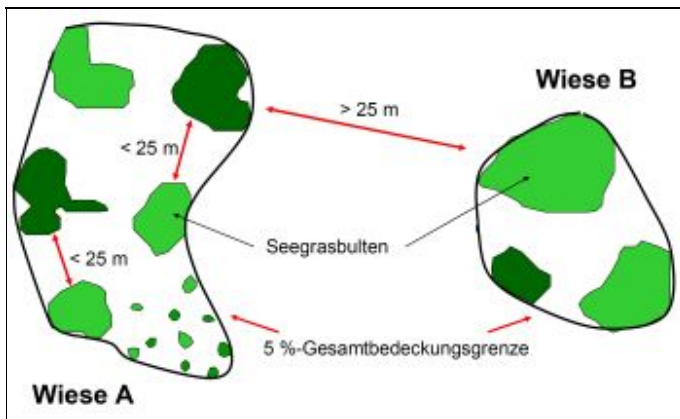 Wiese B
> 25 m
< 25 m
Seegrasbulten
< 25 m
5 %-Gesamtbedeckungsgrenze
Wiese A